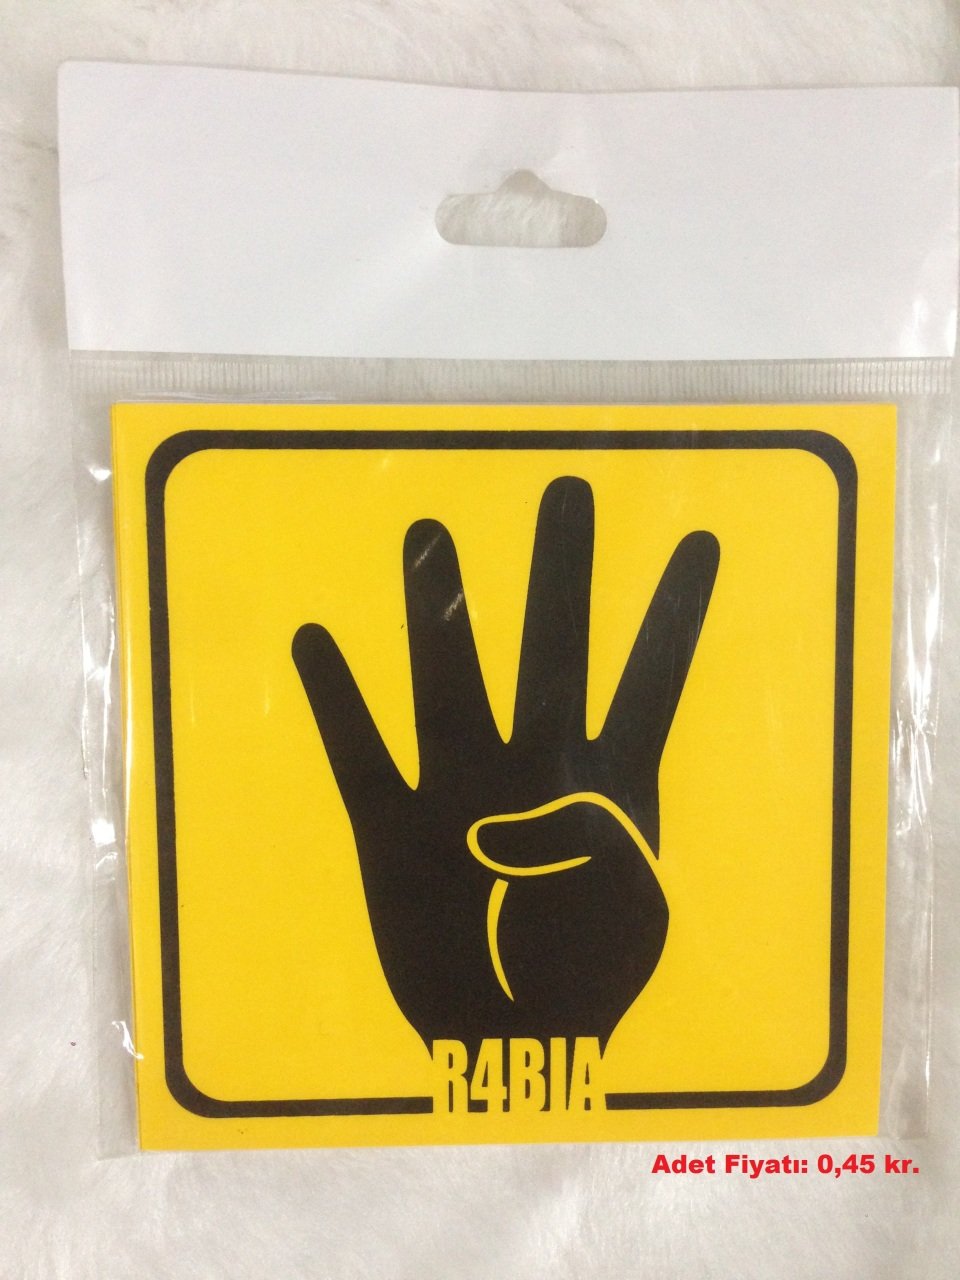 R4BIA
Adet Fiyatı: 0,45 kr.